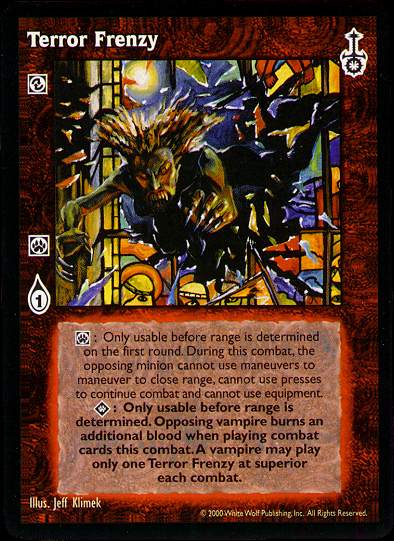 Terror Frenzy
1
: Only usable before range is determined
on the first round. During this combat, the
opposing minion cannot use maneuvers to
maneuver to close range, cannot use presses
to continue combat and cannot use equipment.
: Only usable before range is
determined. Opposing vampire burns an
additional blood when playing combat
cards this combat. A vampire may play
only one Terror Frenzy at superior
each combat.
Illus. Jeff Klimek
© 2000 White Wolf Publishing, Inc. All Rights Reserved.